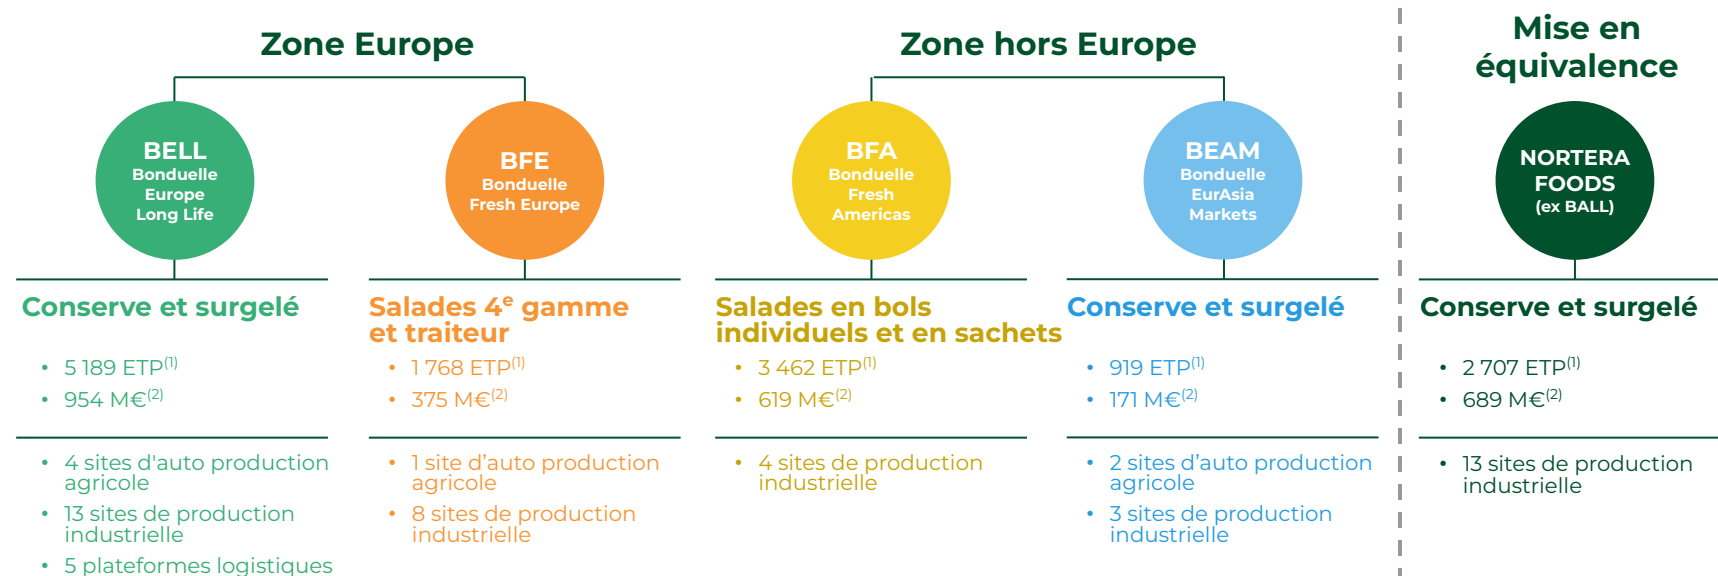 Zone Europe
BELL
Bonduelle
Europe
Long Life
Conserve et surgelé
• 5 189 ETP(1)
• 954 M€(2)
• 4 sites d'auto production
agricole
• 13 sites de production
industrielle
• 5 plateformes logistiques
BFE
Bonduelle
Fresh Europe
Salades 4e gamme
et traiteur
• 1 768 ETP(1)
• 375 M€(2)
• 1 site d’auto production
agricole
• 8 sites de production
industrielle
Zone hors Europe
BFA
Bonduelle
Fresh
Americas
Salades en bols
individuels et en sachets
• 3 462 ETP(1)
• 619 M€(2)
• 4 sites de production
industrielle
BEAM
Bonduelle
EurAsia
Markets
Conserve et surgelé
• 919 ETP(1)
• 171 M€(2)
• 2 sites d’auto production
agricole
• 3 sites de production
industrielle
Mise en
équivalence
NORTERA
FOODS
(ex BALL)
Conserve et surgelé
• 2 707 ETP(1)
• 689 M€(2)
• 13 sites de production
industrielle